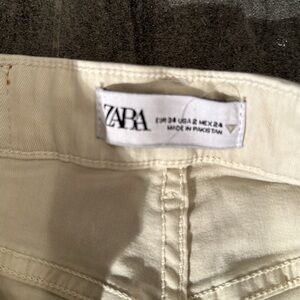 ZARA
EUR 34 USA 2 MEX 24
MADE IN PAKISTAN